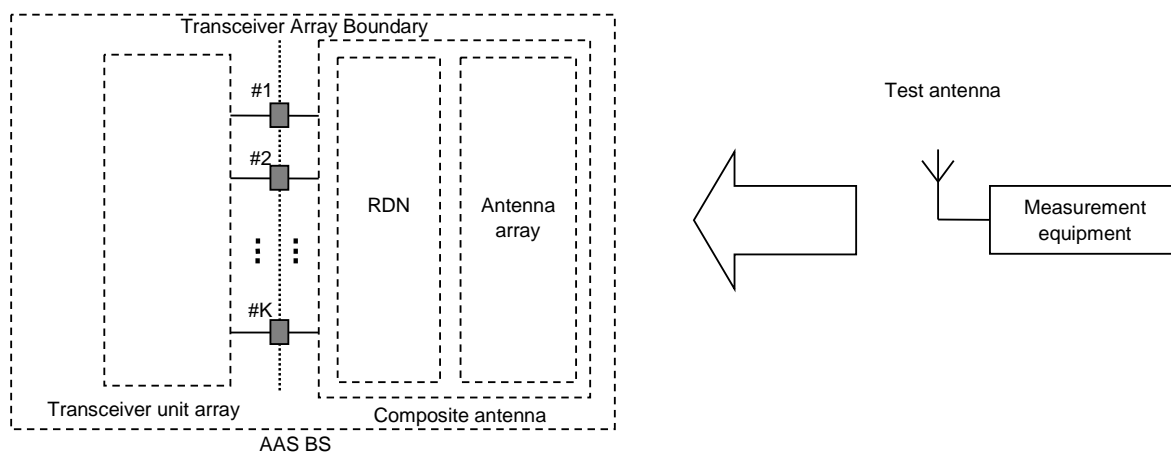 Transceiver Array Boundary
#1
#2
#K
RDN
Antenna
array
Transceiver unit array
Composite antenna
AAS BS
Test antenna
Measurement
equipment